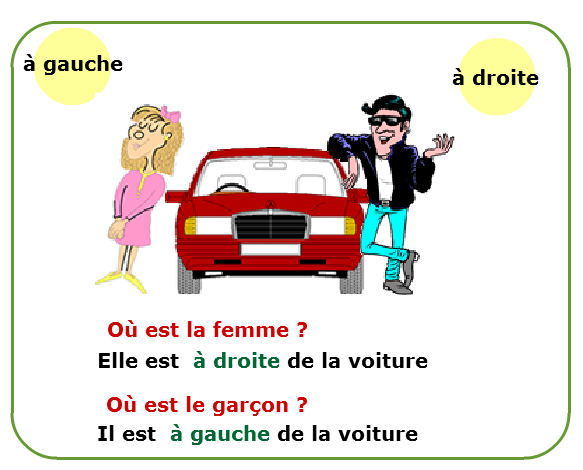 à gauche
à droite
Où est la femme ?
Elle est à droite de la voiture
Où est le garçon ?
Il est à gauche de la voiture